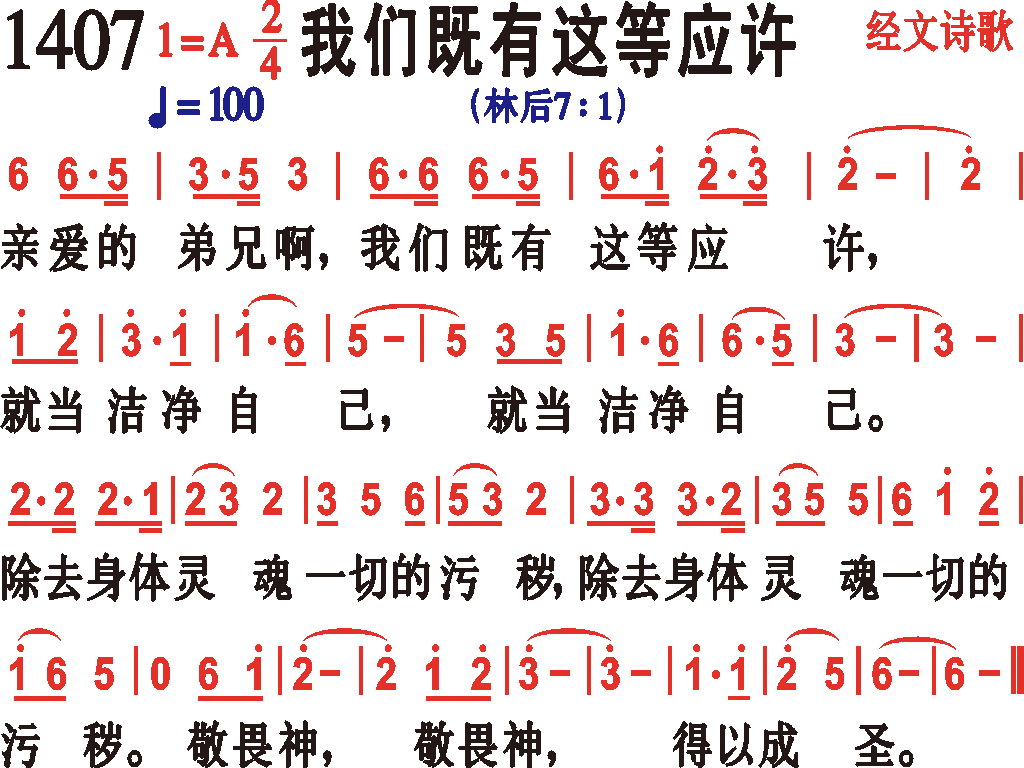 1407 1=A 2/4 我们既有这等应许 经文诗歌
♩=100 (林后7:1)
6 6·5 | 3·5 3 | 6·6 6·5 | 6·i̇ 2̇·3̇ | 2̇ – | 2̇ |
亲爱的 弟兄啊, 我们既有 这等应 许,
1̇ 2̇ | 3̇·1̇ | 1̇·6 | 5 – | 5 3 5 | 1̇·6 | 6·5 | 3 – | 3 – |
就当 洁净 自 己, 就当 洁净 自 己。
2·2 2·1 | 2 3 2 | 3 5 6 | 5 3 2 | 3·3 3·2 | 3 5 5 | 6 1̇ 2̇ |
除去身体灵 魂 一切的污 秽, 除去身体 灵 魂一切的
1̇ 6 5 | 0 6 1̇ | 2̇ – | 2̇ 1̇ 2̇ | 3̇ – | 3̇ – | 1̇·1̇ | 2̇ 5 | 6 – | 6 – ‖
污 秽。 敬畏神, 敬畏神, 得以成 圣。